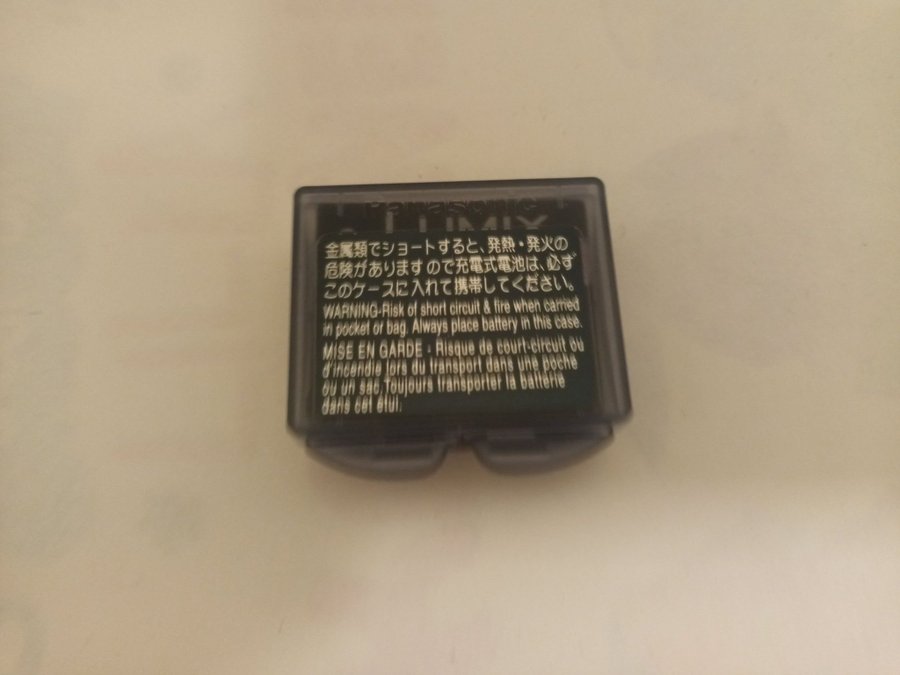 Panasonic
LUMIX
金属類でショートすると、発熱・発火の
危険がありますので充電式電池は、必ず
このケースに入れて携帯してください。
WARNING-Risk of short circuit & fire when carried
in pocket or bag. Always place battery in this case.
MISE EN GARDE - Risque de court-circuit ou
d'incendie lors du transport dans une poche
ou un sac.Toujours transporter la batterie
dans cet étui.